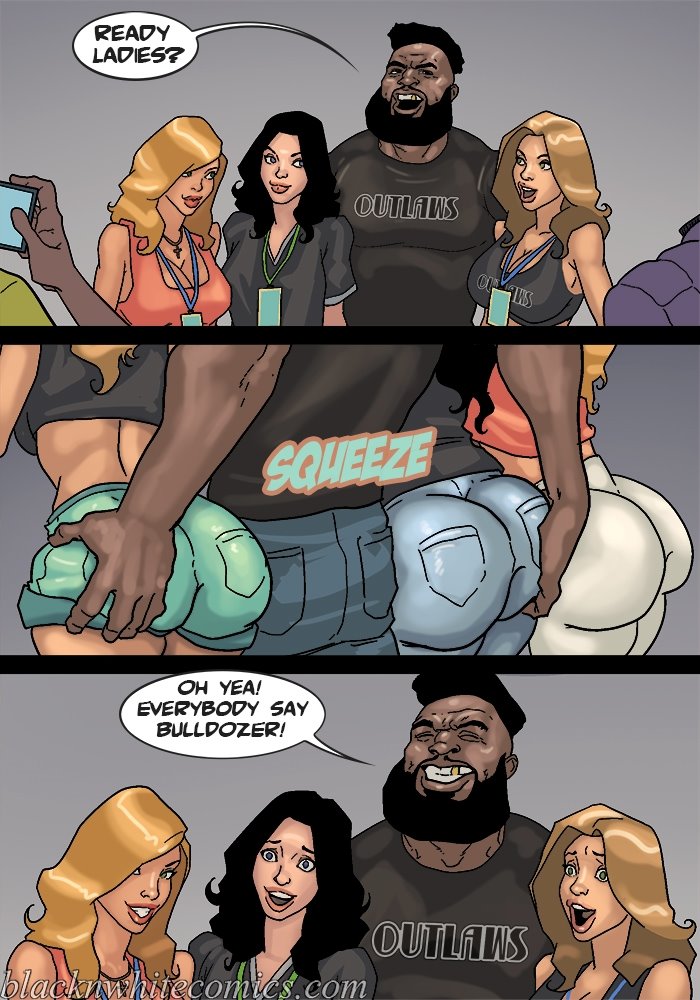 READY
LADIES?
OUTLAWS
OUTLAWS
SQUEEZE
OH YEA!
EVERYBODY SAY
BULLDOZER!
OUTLAWS
blacknwhitecomics.com